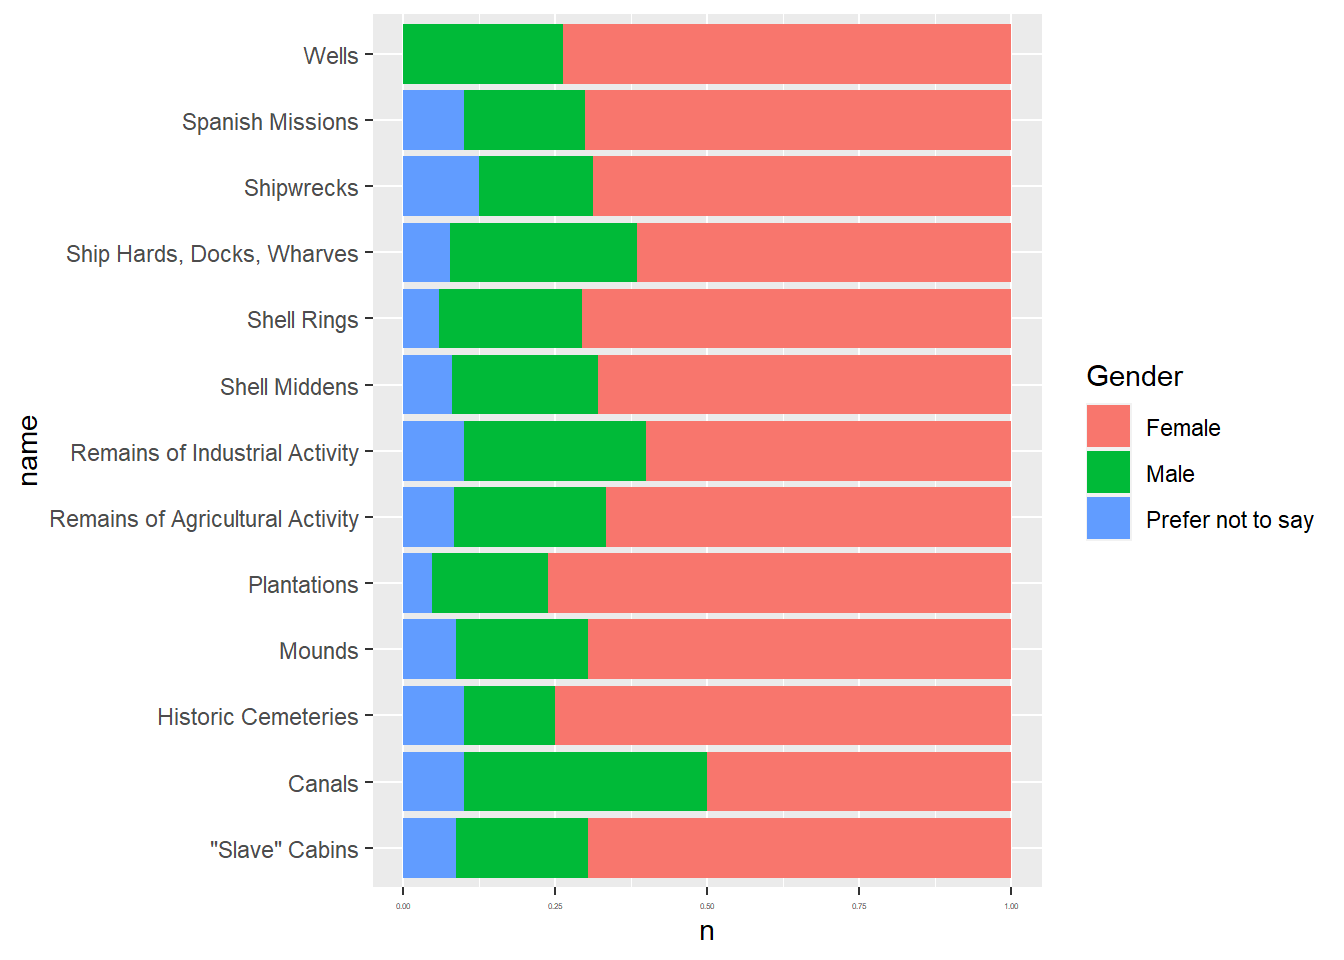 Wells
Spanish Missions
Shipwrecks
Ship Hards, Docks, Wharves
Shell Rings
Shell Middens
Remains of Industrial Activity
Remains of Agricultural Activity
Plantations
Mounds
Historic Cemeteries
Canals
"Slave" Cabins
name
0.00 0.25 0.50 0.75 1.00
n
Gender
Female
Male
Prefer not to say